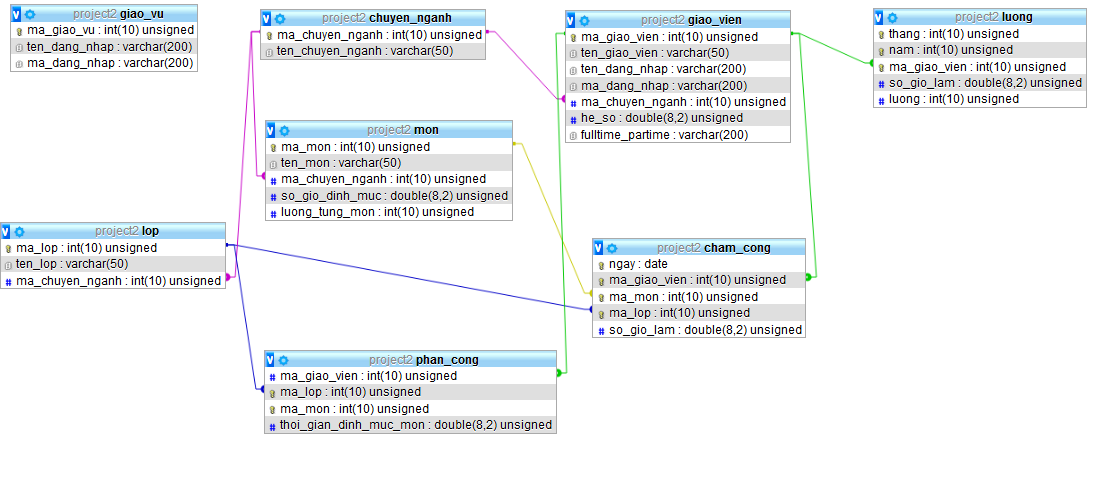 project2 giao_vu
ma_giao_vu : int(10) unsigned
ten_dang_nhap : varchar(200)
ma_dang_nhap : varchar(200)
project2 chuyen_nganh
ma_chuyen_nganh : int(10) unsigned
ten_chuyen_nganh : varchar(50)
project2 giao_vien
ma_giao_vien : int(10) unsigned
ten_giao_vien : varchar(50)
ten_dang_nhap : varchar(200)
ma_dang_nhap : varchar(200)
ma_chuyen_nganh : int(10) unsigned
he_so : double(8,2) unsigned
fulltime_partime : varchar(200)
project2 luong
thang : int(10) unsigned
nam : int(10) unsigned
ma_giao_vien : int(10) unsigned
so_gio_lam : double(8,2) unsigned
luong : int(10) unsigned
project2 mon
ma_mon : int(10) unsigned
ten_mon : varchar(50)
ma_chuyen_nganh : int(10) unsigned
so_gio_dinh_muc : double(8,2) unsigned
luong_tung_mon : int(10) unsigned
project2 lop
ma_lop : int(10) unsigned
ten_lop : varchar(50)
ma_chuyen_nganh : int(10) unsigned
project2 cham_cong
ngay : date
ma_giao_vien : int(10) unsigned
ma_mon : int(10) unsigned
ma_lop : int(10) unsigned
so_gio_lam : double(8,2) unsigned
project2 phan_cong
ma_giao_vien : int(10) unsigned
ma_lop : int(10) unsigned
ma_mon : int(10) unsigned
thoi_gian_dinh_muc_mon : double(8,2) unsigned